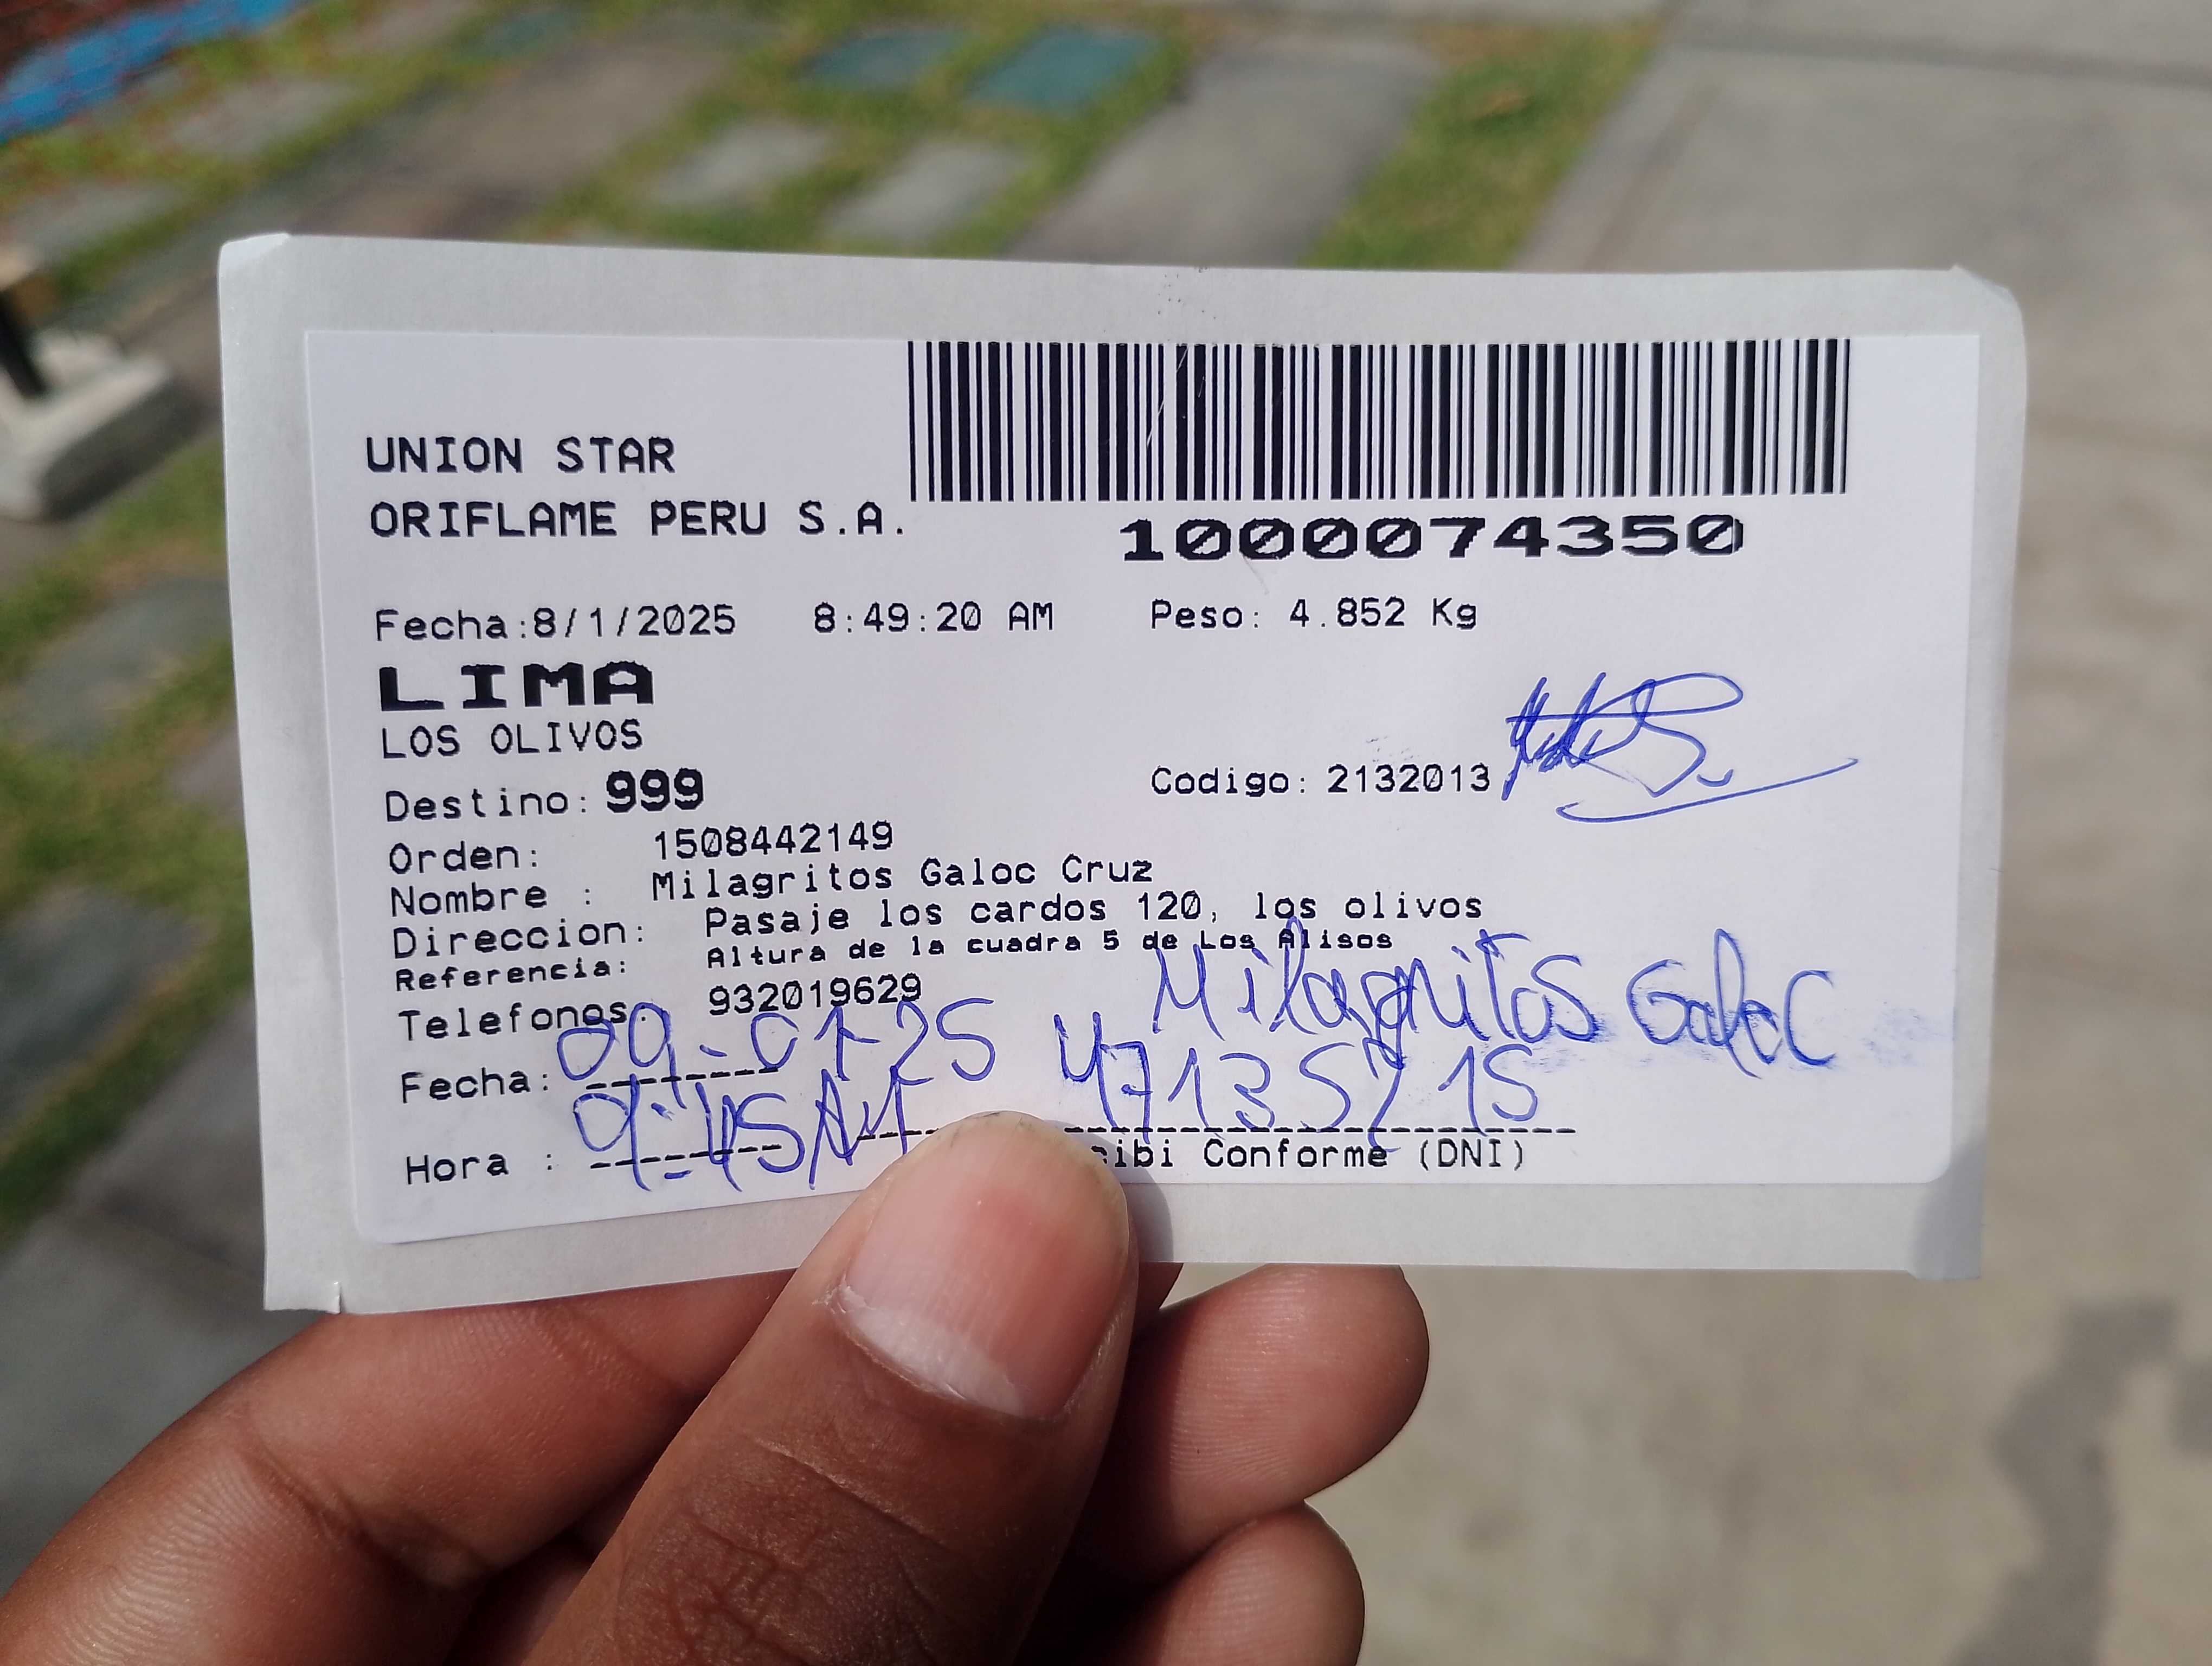 UNION STAR
ORIFLAME PERU S.A.
1000074350
Fecha:8/1/2025 8:49:20 AM Peso: 4.852 Kg
LIMA
LOS OLIVOS
Destino: 999 Codigo: 2132013
Orden: 1508442149
Nombre : Milagritos Galoc Cruz
Direccion: Pasaje los cardos 120, los olivos
Referencia: Altura de la cuadra 5 de Los Alisos
Telefonos: 932019629
Milagritos Galoc
Fecha: 09-01-25 47135215
Hora : 9:45 AM
Conforme (DNI)